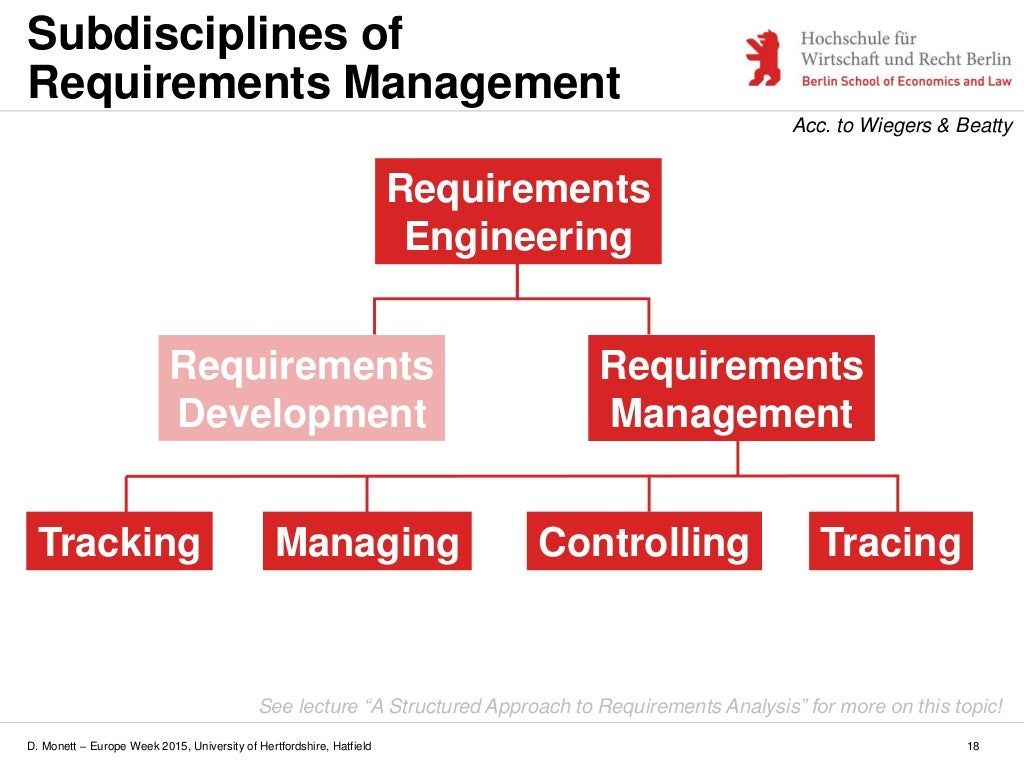 Subdisciplines of
Requirements Management
Hochschule für
Wirtschaft und Recht Berlin
Berlin School of Economics and Law
Acc. to Wiegers & Beatty
Requirements
Engineering
Requirements
Development
Requirements
Management
Tracking
Managing
Controlling
Tracing
See lecture “A Structured Approach to Requirements Analysis” for more on this topic!
D. Monett – Europe Week 2015, University of Hertfordshire, Hatfield
18